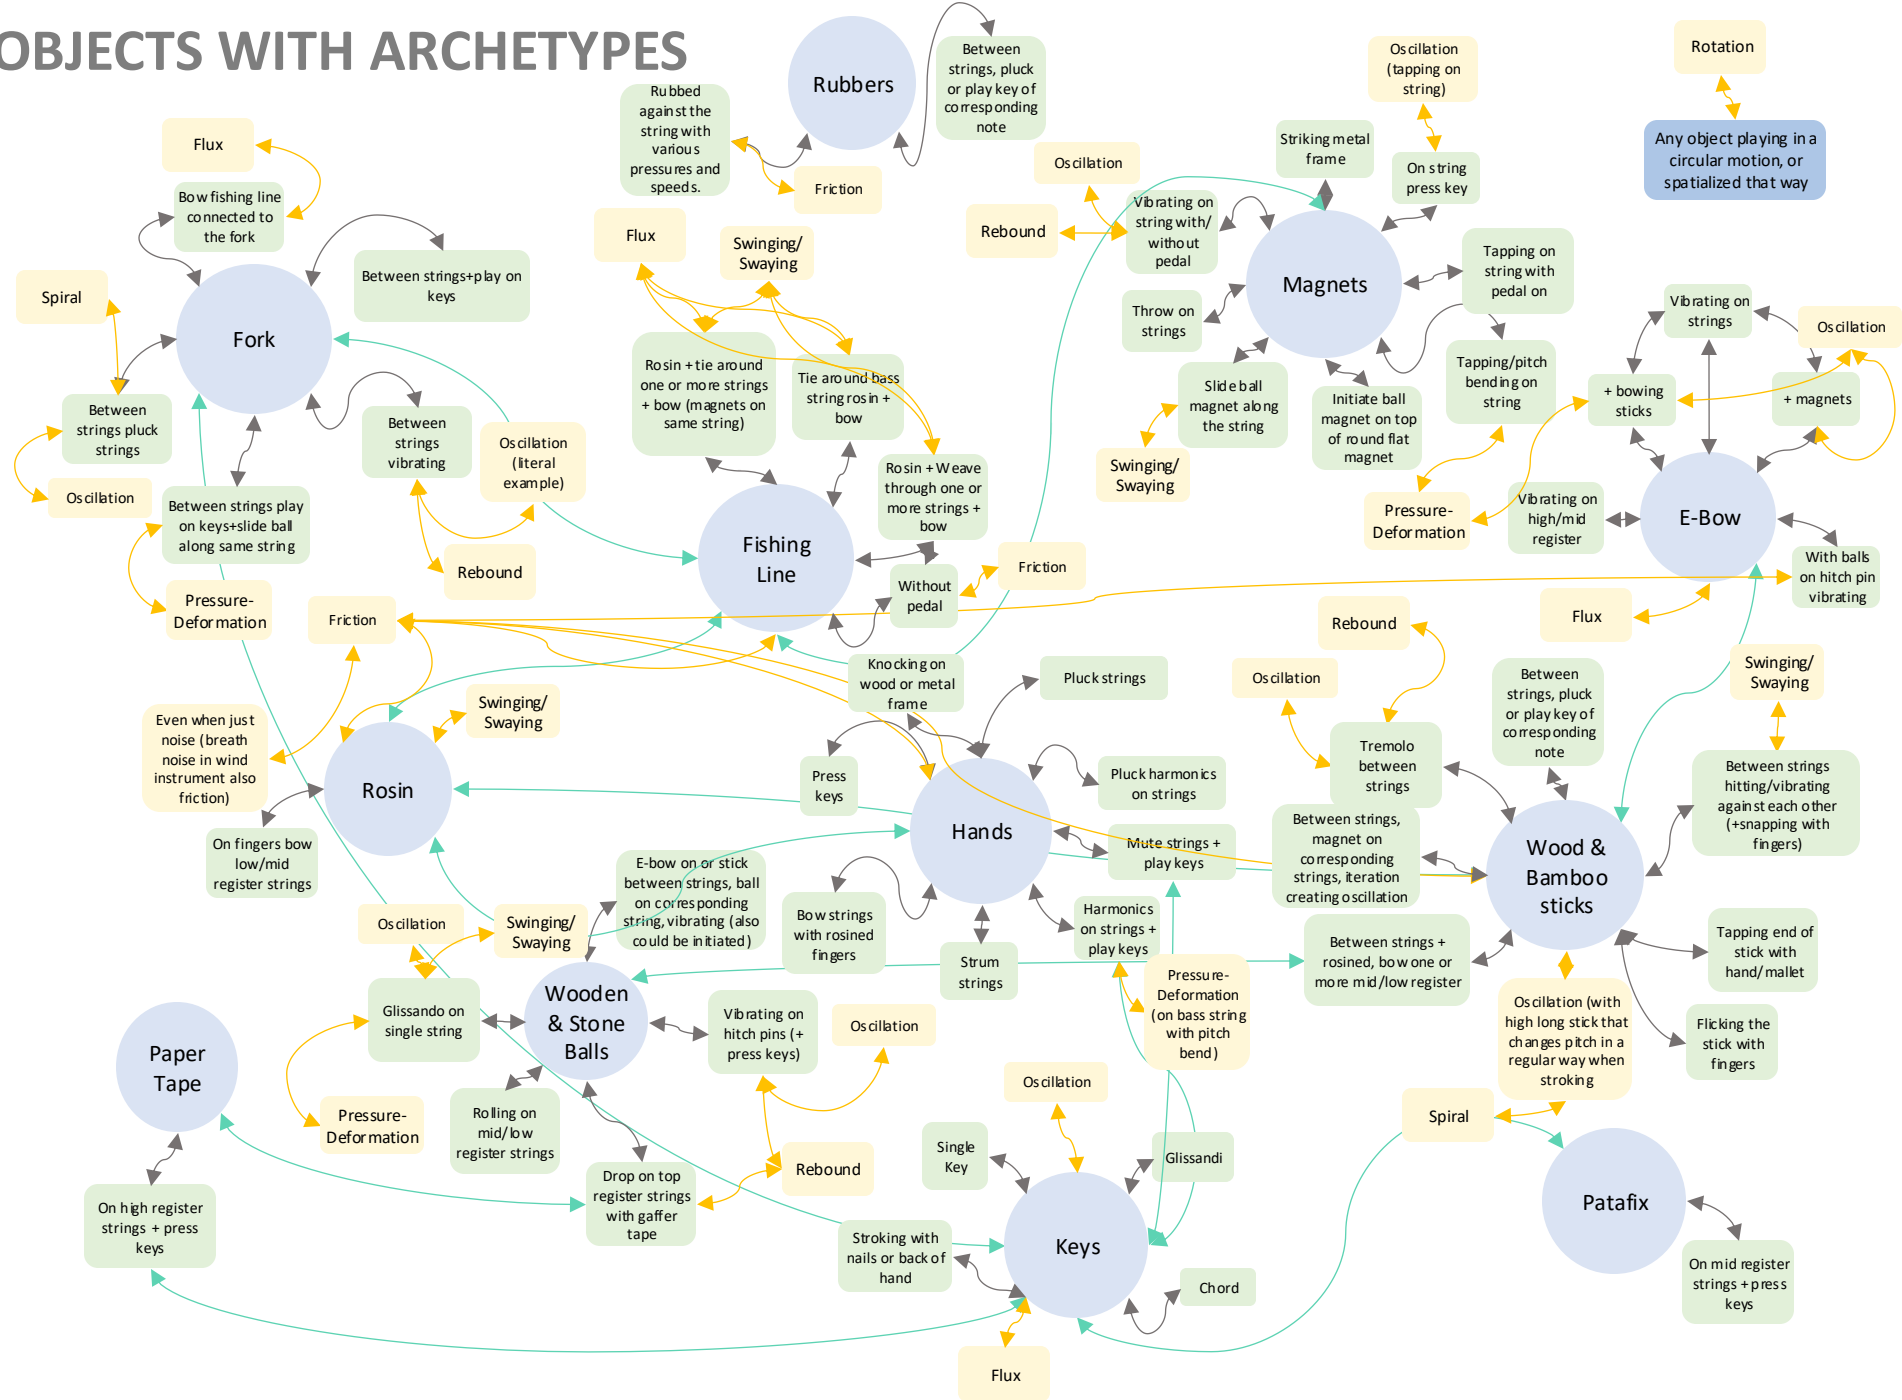 OBJECTS WITH ARCHETYPES
Rubbers
Between
strings, pluck
or play key of
corresponding
note
Rubbed
against the
string with
various
pressures and
speeds.
Friction
Oscillation
(tapping on
string)
Rotation
Any object playing in a
circular motion, or
spatialized that way
Flux
Bow fishing line
connected to
the fork
Between strings+play on
keys
Spiral
Fork
Between
strings pluck
strings
Oscillation
Between strings play
on keys+slide ball
along same string
Pressure-
Deformation
Between
strings
vibrating
Oscillation
(literal
example)
Rebound
Flux
Swinging/
Swaying
Rosin + tie around
one or more strings
+ bow (magnets on
same string)
Tie around bass
string rosin +
bow
Rosin + Weave
through one or
more strings +
bow
Fishing
Line
Without
pedal
Friction
Oscillation
Rebound
Vibrating on
string with/
without
pedal
Striking metal
frame
On string
press key
Magnets
Tapping on
string with
pedal on
Throw on
strings
Slide ball
magnet along
the string
Swinging/
Swaying
Initiate ball
magnet on top
of round flat
magnet
Tapping/pitch
bending on
string
Pressure-
Deformation
Vibrating on
strings
Oscillation
+ bowing
sticks
+ magnets
E-Bow
Vibrating on
high/mid
register
With balls
on hitch pin
vibrating
Flux
Friction
Even when just
noise (breath
noise in wind
instrument also
friction)
Swinging/
Swaying
Rosin
On fingers bow
low/mid
register strings
Knocking on
wood or metal
frame
Pluck strings
Press
keys
Hands
Pluck harmonics
on strings
Mute strings +
play keys
Bow strings
with rosined
fingers
Strum
strings
Harmonics
on strings +
play keys
Pressure-
Deformation
(on bass string
with pitch
bend)
Rebound
Oscillation
Tremolo
between
strings
Between
strings, pluck
or play key of
corresponding
note
Swinging/
Swaying
Between strings
hitting/vibrating
against each other
(+snapping with
fingers)
Between strings,
magnet on
corresponding
strings, iteration
creating oscillation
Wood &
Bamboo
sticks
Between strings +
rosined, bow one or
more mid/low register
Tapping end of
stick with
hand/mallet
Flicking the
stick with
fingers
Oscillation (with
high long stick that
changes pitch in a
regular way when
stroking
Spiral
E-bow on or stick
between strings, ball
on corresponding
string, vibrating (also
could be initiated)
Oscillation
Swinging/
Swaying
Glissando on
single string
Wooden
& Stone
Balls
Vibrating on
hitch pins (+
press keys)
Oscillation
Pressure-
Deformation
Rolling on
mid/low
register strings
Drop on top
register strings
with gaffer
tape
Rebound
Paper
Tape
On high register
strings + press
keys
Oscillation
Single
Key
Glissandi
Keys
Stroking with
nails or back of
hand
Chord
Flux
Patafix
On mid register
strings + press
keys